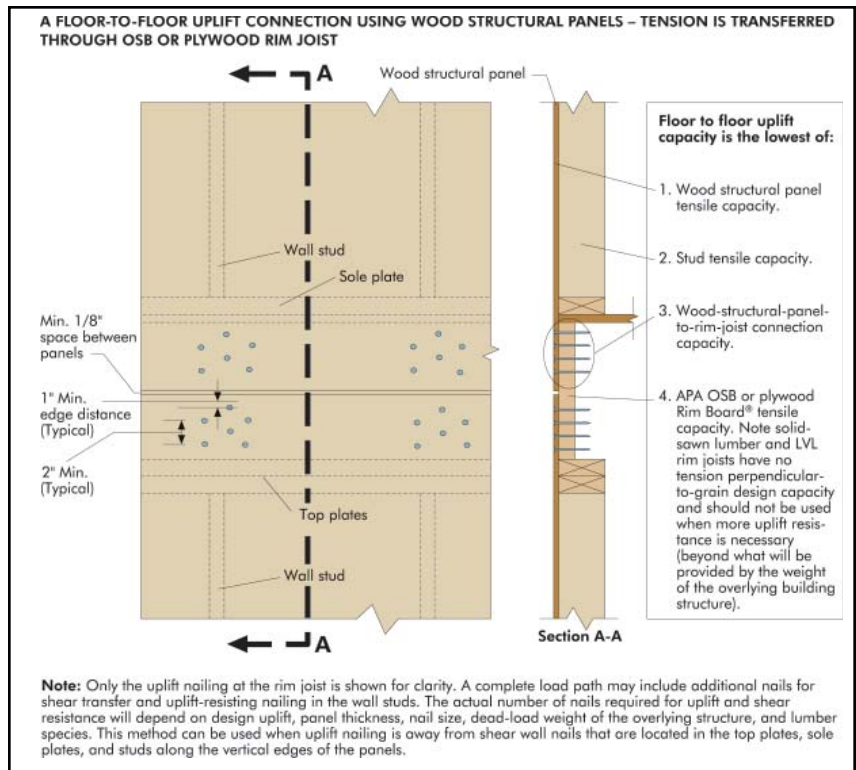 A FLOOR-TO-FLOOR UPLIFT CONNECTION USING WOOD STRUCTURAL PANELS – TENSION IS TRANSFERRED
THROUGH OSB OR PLYWOOD RIM JOIST
A
Wood structural panel
Wall stud
Sole plate
Min. 1/8"
space between
panels
1" Min.
edge distance
(Typical)
2" Min.
(Typical)
Top plates
Wall stud
A
Section A-A
Floor to floor uplift
capacity is the lowest of:
1. Wood structural panel
tensile capacity.
2. Stud tensile capacity.
3. Wood-structural-panel-
to-rim-joist connection
capacity.
4. APA OSB or plywood
Rim Board® tensile
capacity. Note solid-
sawn lumber and LVL
rim joists have no
tension perpendicular-
to-grain design capacity
and should not be used
when more uplift resis-
tance is necessary
(beyond what will be
provided by the weight
of the overlying building
structure).
Note: Only the uplift nailing at the rim joist is shown for clarity. A complete load path may include additional nails for
shear transfer and uplift-resisting nailing in the wall studs. The actual number of nails required for uplift and shear
resistance will depend on design uplift, panel thickness, nail size, dead-load weight of the overlying structure, and lumber
species. This method can be used when uplift nailing is away from shear wall nails that are located in the top plates, sole
plates, and studs along the vertical edges of the panels.